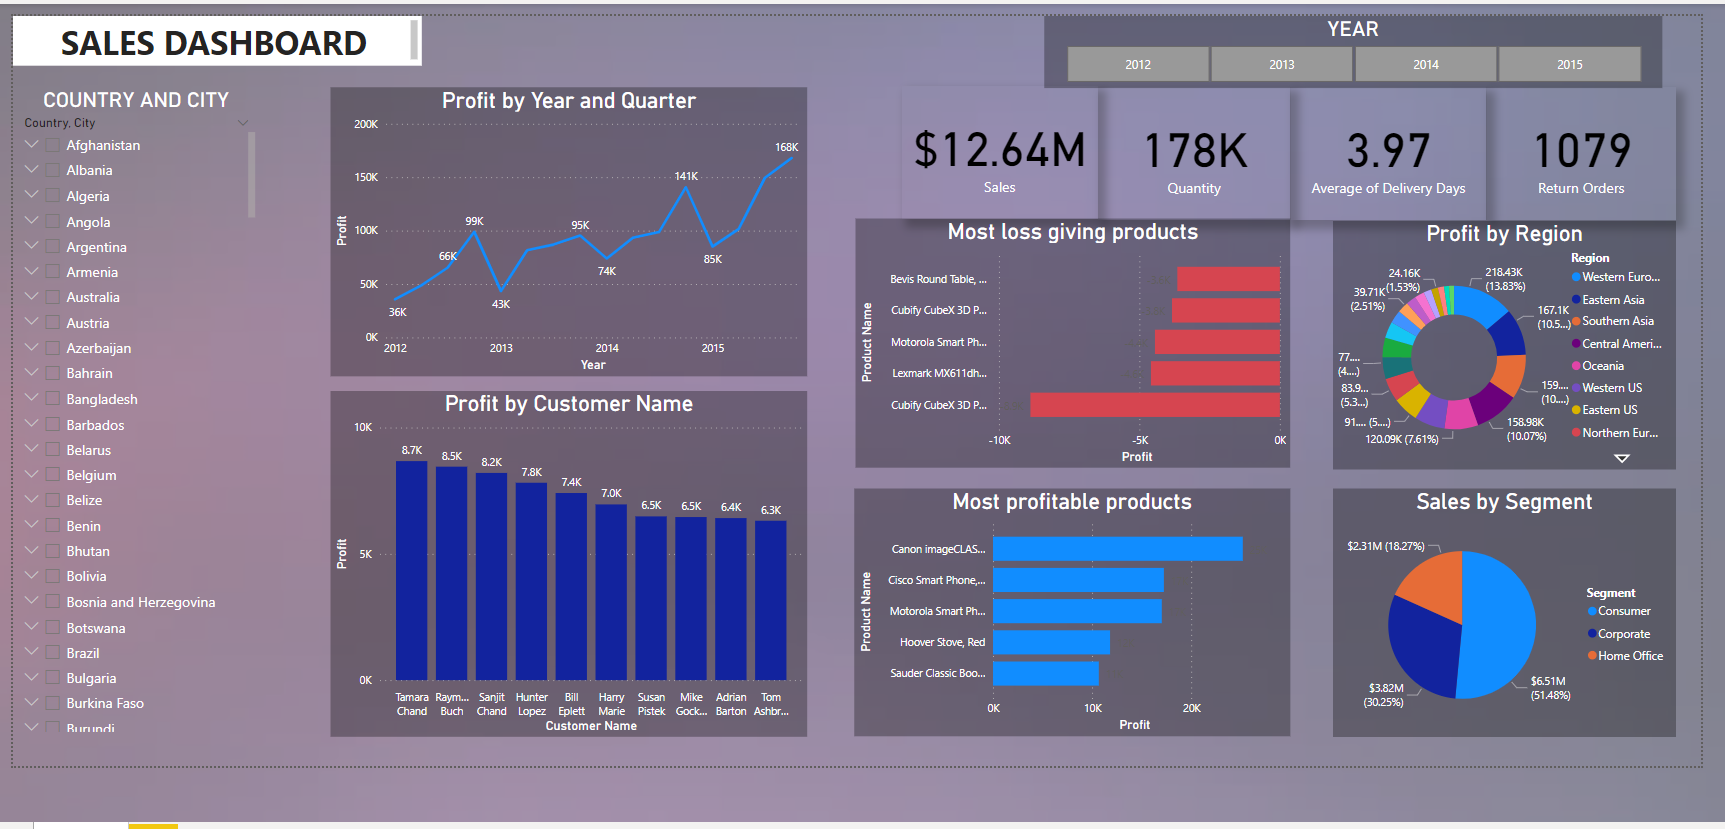 SALES DASHBOARD
YEAR
2012
2013
2014
2015
COUNTRY AND CITY
Country, City
Afghanistan
Albania
Algeria
Angola
Argentina
Armenia
Australia
Austria
Azerbaijan
Bahrain
Bangladesh
Barbados
Belarus
Belgium
Belize
Benin
Bhutan
Bolivia
Bosnia and Herzegovina
Botswana
Brazil
Bulgaria
Burkina Faso
Burundi
Profit by Year and Quarter
200K
150K
100K
50K
0K
Profit
36K
66K
99K
43K
95K
74K
141K
85K
168K
2012
2013
2014
2015
Year
Profit by Customer Name
10K
5K
0K
Profit
8.7K
8.5K
8.2K
7.8K
7.4K
7.0K
6.5K
6.5K
6.4K
6.3K
Tamara Chand
Raym... Buch
Sanjit Chand
Hunter Lopez
Bill Eplett
Harry Marie
Susan Pistek
Mike Gock...
Adrian Barton
Tom Ashbr...
Customer Name
$12.64M
Sales
178K
Quantity
3.97
Average of Delivery Days
1079
Return Orders
Most loss giving products
Product Name
Bevis Round Table, ...
Cubify CubeX 3D P...
Motorola Smart Ph...
Lexmark MX611dh...
Cubify CubeX 3D P...
-10K
-5K
0K
Profit
Most profitable products
Product Name
Canon imageCLAS...
Cisco Smart Phone,...
Motorola Smart Ph...
Hoover Stove, Red
Sauder Classic Boo...
0K
10K
20K
Profit
Profit by Region
218.43K
(13.83%)
167.1K
(10.5...)
159....
(10....)
158.98K
(10.07%)
120.09K (7.61%)
91.... (5....)
83.9...
(5.3...)
77....
(4....)
39.71K
(2.51%)
24.16K
(1.53%)
Region
Western Euro...
Eastern Asia
Southern Asia
Central Ameri...
Oceania
Western US
Eastern US
Northern Eur...
Sales by Segment
$2.31M (18.27%)
$3.82M
(30.25%)
$6.51M
(51.48%)
Segment
Consumer
Corporate
Home Office